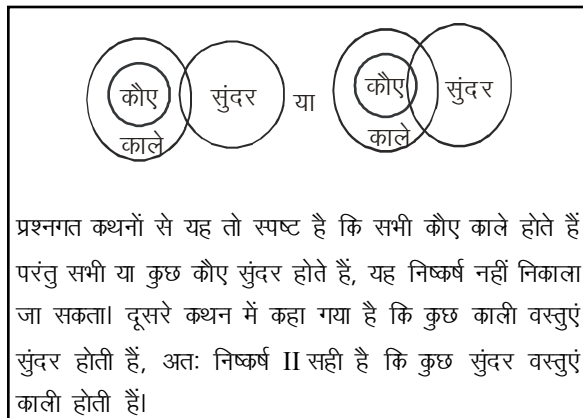 कौए सुंदर या कौए सुंदर
काले काले
प्रश्नगत कथनों से यह तो स्पष्ट है कि सभी कौए काले होते हैं
परंतु सभी या कुछ कौए सुंदर होते हैं, यह निष्कर्ष नहीं निकाला
जा सकता। दूसरे कथन में कहा गया है कि कुछ काली वस्तुएं
सुंदर होती हैं, अतः निष्कर्ष II सही है कि कुछ सुंदर वस्तुएं
काली होती हैं।